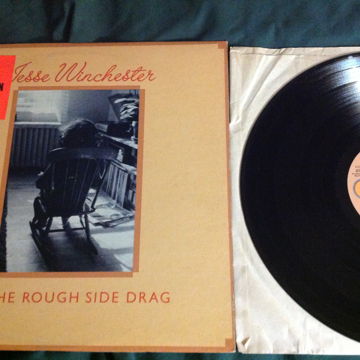 Jesse Winchester
HE ROUGH SIDE DRAG